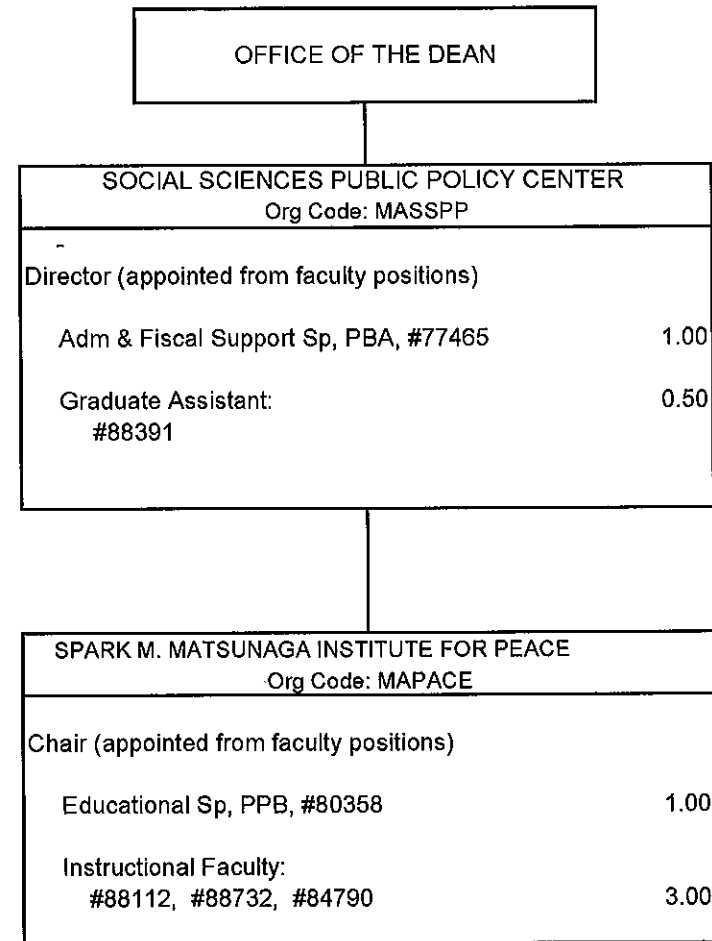 OFFICE OF THE DEAN
SOCIAL SCIENCES PUBLIC POLICY CENTER
Org Code: MASSPP
-
Director (appointed from faculty positions)
Adm & Fiscal Support Sp, PBA, #77465 1.00
Graduate Assistant: 0.50
#88391
SPARK M. MATSUNAGA INSTITUTE FOR PEACE
Org Code: MAPACE
Chair (appointed from faculty positions)
Educational Sp, PPB, #80358 1.00
Instructional Faculty:
#88112, #88732, #84790 3.00